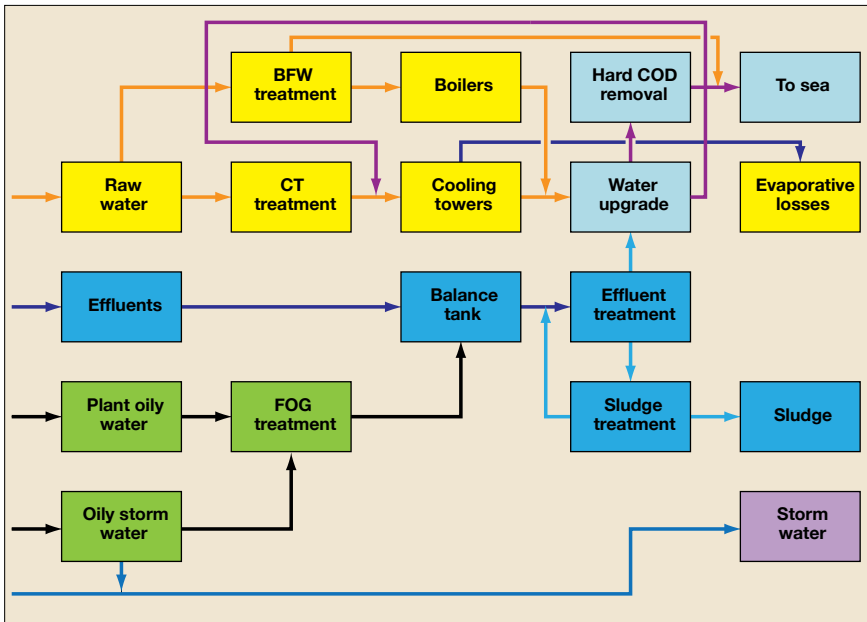 BFW
treatment
Boilers
Hard COD
removal
To sea
Raw
water
CT
treatment
Cooling
towers
Water
upgrade
Evaporative
losses
Effluents
Balance
tank
Effluent
treatment
Plant oily
water
FOG
treatment
Sludge
treatment
Sludge
Oily storm
water
Storm
water